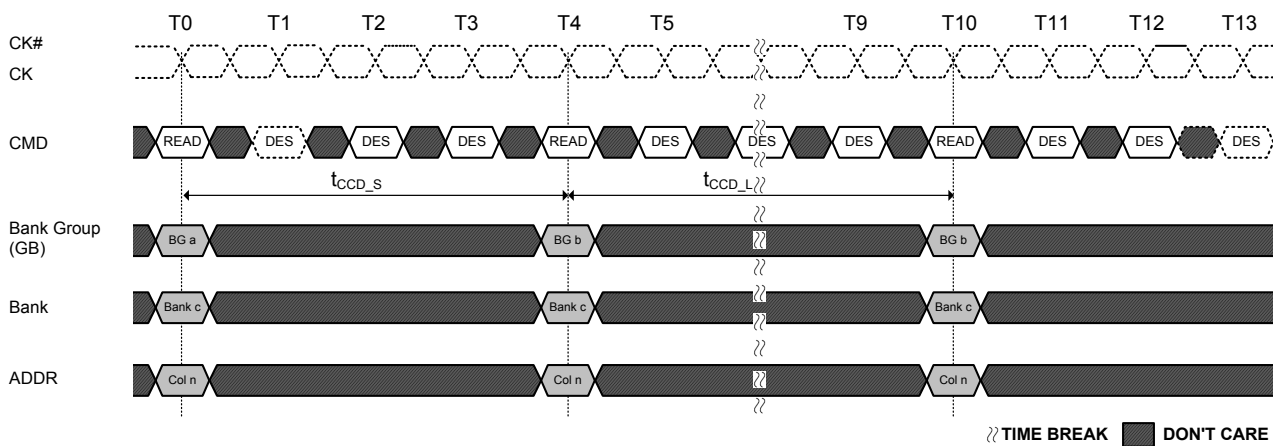 T0 T1 T2 T3 T4 T5 T9 T10 T11 T12 T13
CK#
CK
CMD READ DES DES DES READ DES DES DES READ DES DES DES
tCCD_S tCCD_L
Bank Group
(GB)
BG a BG b BG b
Bank Bank c Bank c Bank c
ADDR Col n Col n Col n
TIME BREAK DON'T CARE